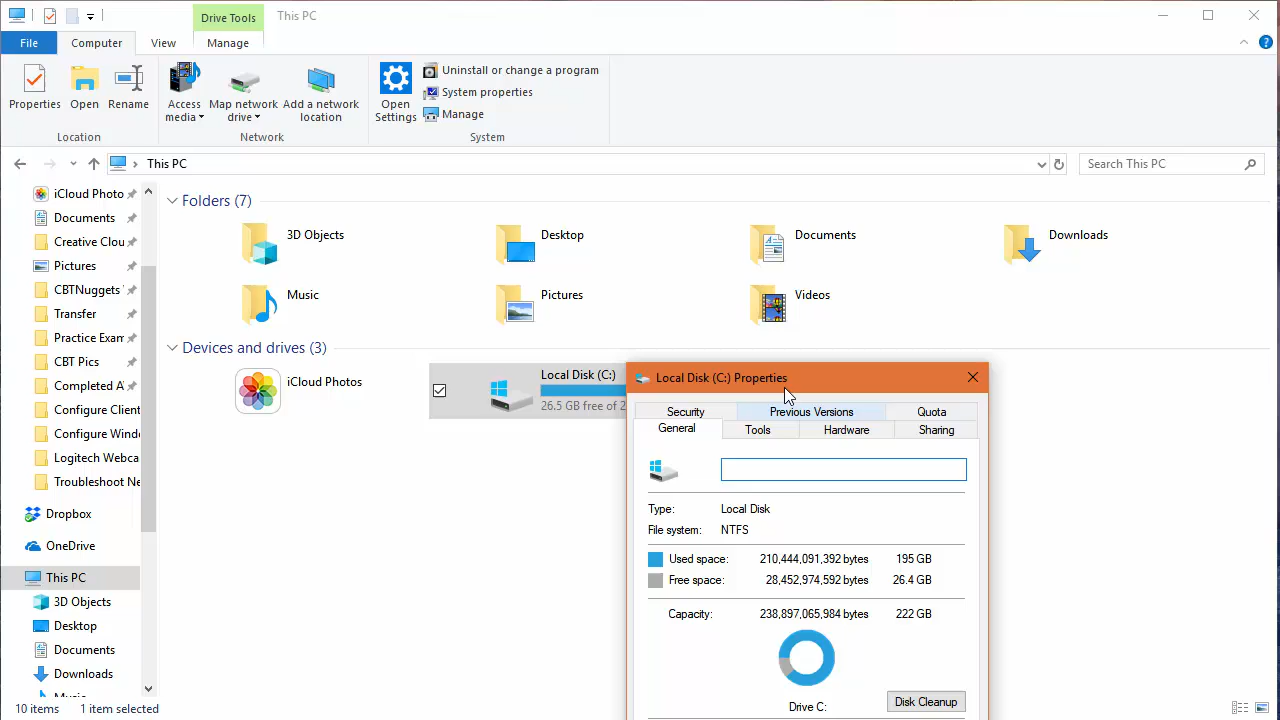 Drive Tools This PC
File Computer View Manage
Properties Open Rename Access media Map network drive Add a network location Open Settings Uninstall or change a program
System properties
Manage
Location Network System
This PC Search This PC
iCloud Photo
Documents
Creative Clou
Pictures
CBTNuggets
Transfer
Practice Exam
CBT Pics
Completed A
Configure Client
Configure Wind
Logitech Webca
Troubleshoot Ne
Dropbox
OneDrive
This PC
3D Objects
Desktop
Documents
Downloads
Folders (7)
3D Objects Desktop Documents Downloads
Music Pictures Videos
Devices and drives (3)
iCloud Photos
Local Disk (C:)
26.5 GB free of 2
Local Disk (C:) Properties
Security Previous Versions Quota
General Tools Hardware Sharing
Type: Local Disk
File system: NTFS
Used space: 210,444,091,392 bytes 195 GB
Free space: 28,452,974,592 bytes 26.4 GB
Capacity: 238,897,065,984 bytes 222 GB
Drive C: Disk Cleanup
10 items 1 item selected